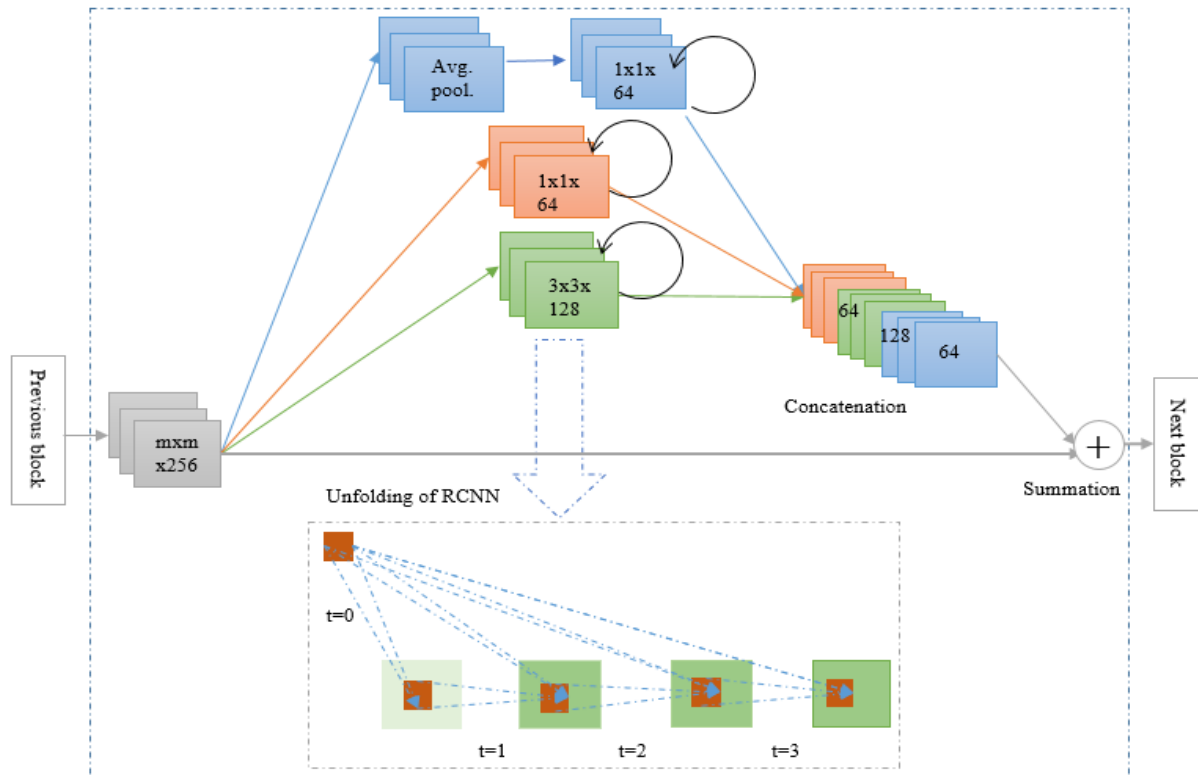 Avg.
pool.
1x1x
64
1x1x
64
3x3x
128
64
128
64
Concatenation
Previous block
mxm
x256
+
Summation
Next block
Unfolding of RCNN
t=0
t=1
t=2
t=3